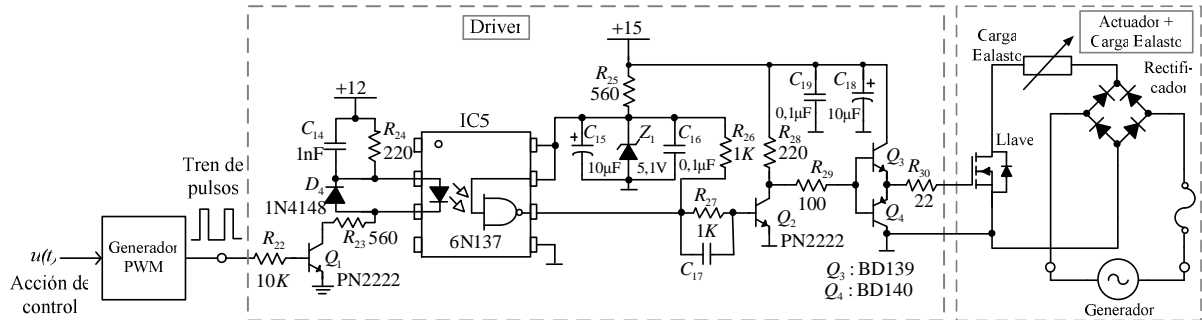 Driver
+15
+12
C14
1nF
R24
220
D4
1N4148
Tren de
pulsos
u(t)
Acción de
control
Generador
PWM
R22
10K
R23
560
Q1
PN2222
IC5
6N137
R25
560
C15
10µF
Z1
5,1V
C16
0,1µF
R26
1K
R27
1K
C17
R28
220
Q2
PN2222
C19
0,1µF
C18
10µF
R29
100
Q3
Q4
R30
22
Q3 : BD139
Q4 : BD140
Carga
Ealasto
Actuador +
Carga Ealasto
Rectifi-
cador
Llave
Generador